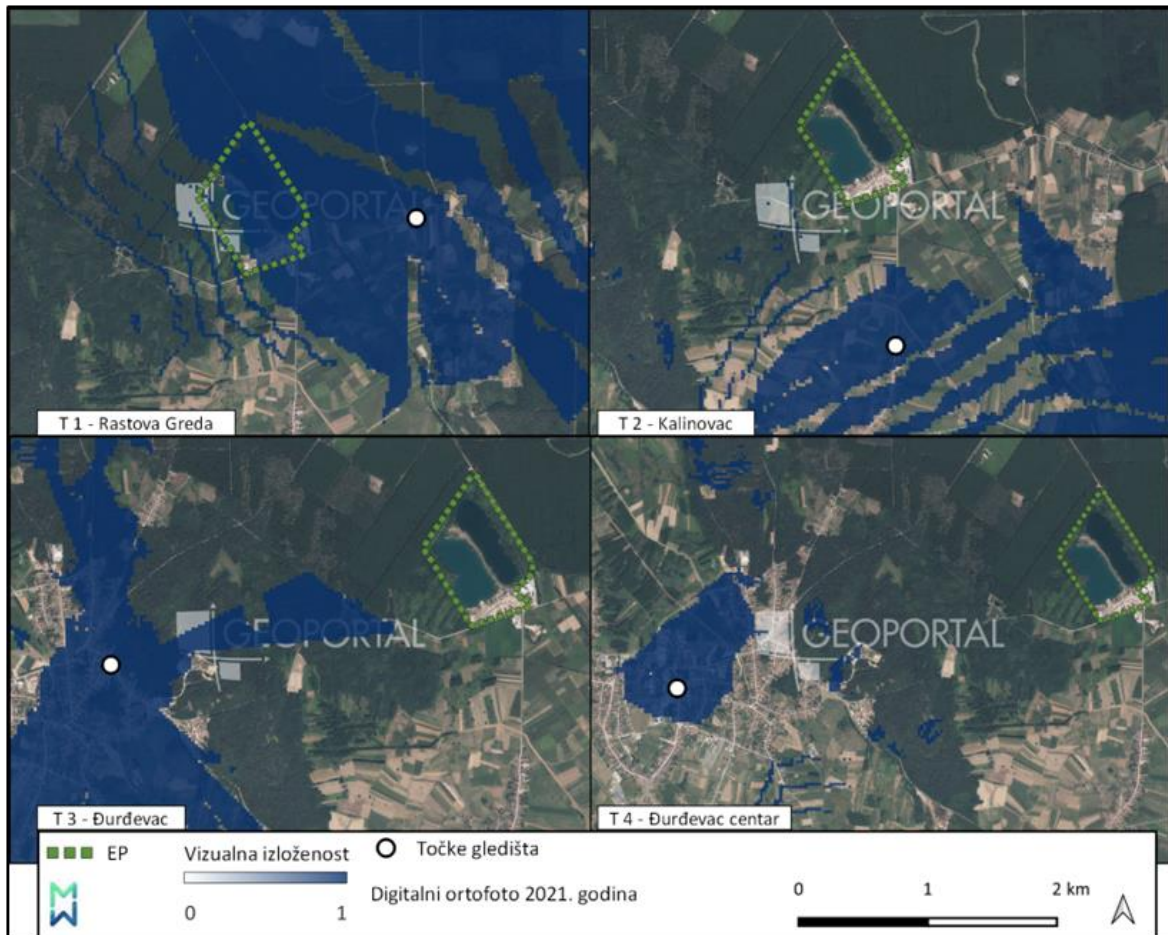 GEOPORTAL
T 1 - Rastova Greda
GEOPORTAL
T 2 - Kalinovac
GEOPORTAL
T 3 - Đurđevac
GEOPORTAL
T 4 - Đurđevac centar
EP
Vizualna izloženost
0 1
Točke gledišta
Digitalni ortofoto 2021. godina
0 1 2 km